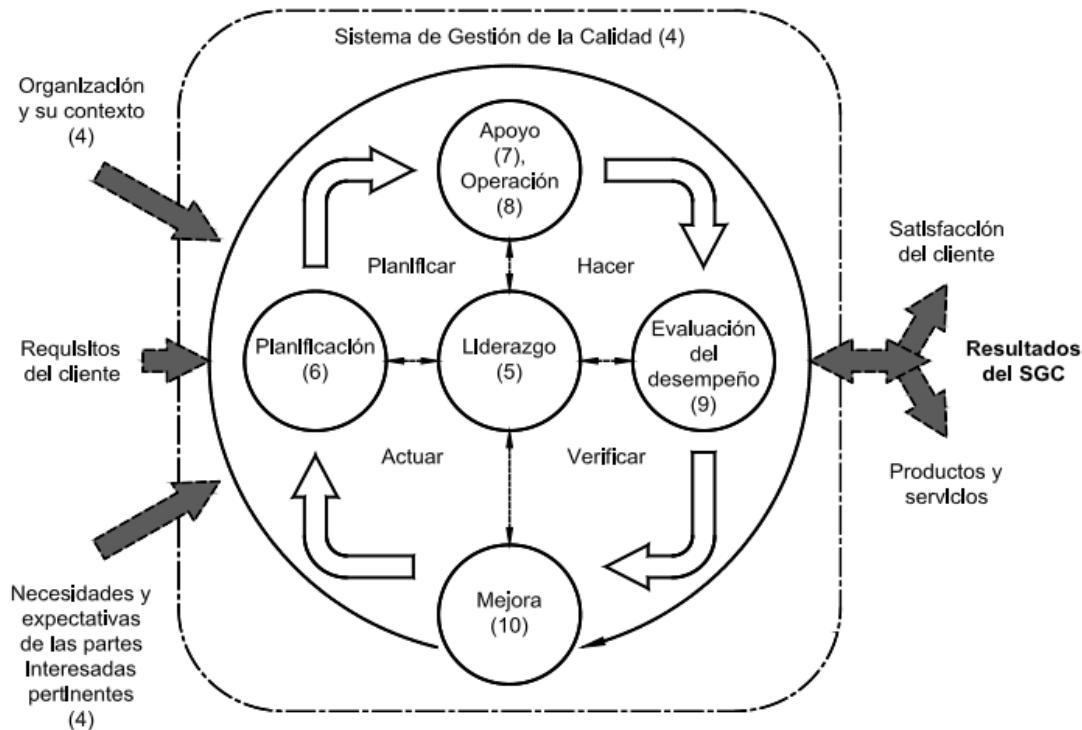 Sistema de Gestión de la Calidad (4)
Organización
y su contexto
(4)
Requisitos
del cliente
Necesidades y
expectativas
de las partes
Interesadas
pertinentes
(4)
Apoyo
(7),
Operación
(8)
Planificar
Hacer
Planificación
(6)
Liderazgo
(5)
Evaluación
del
desempeño
(9)
Actuar
Verificar
Mejora
(10)
Satisfacción
del cliente
Resultados
del SGC
Productos y
servicios